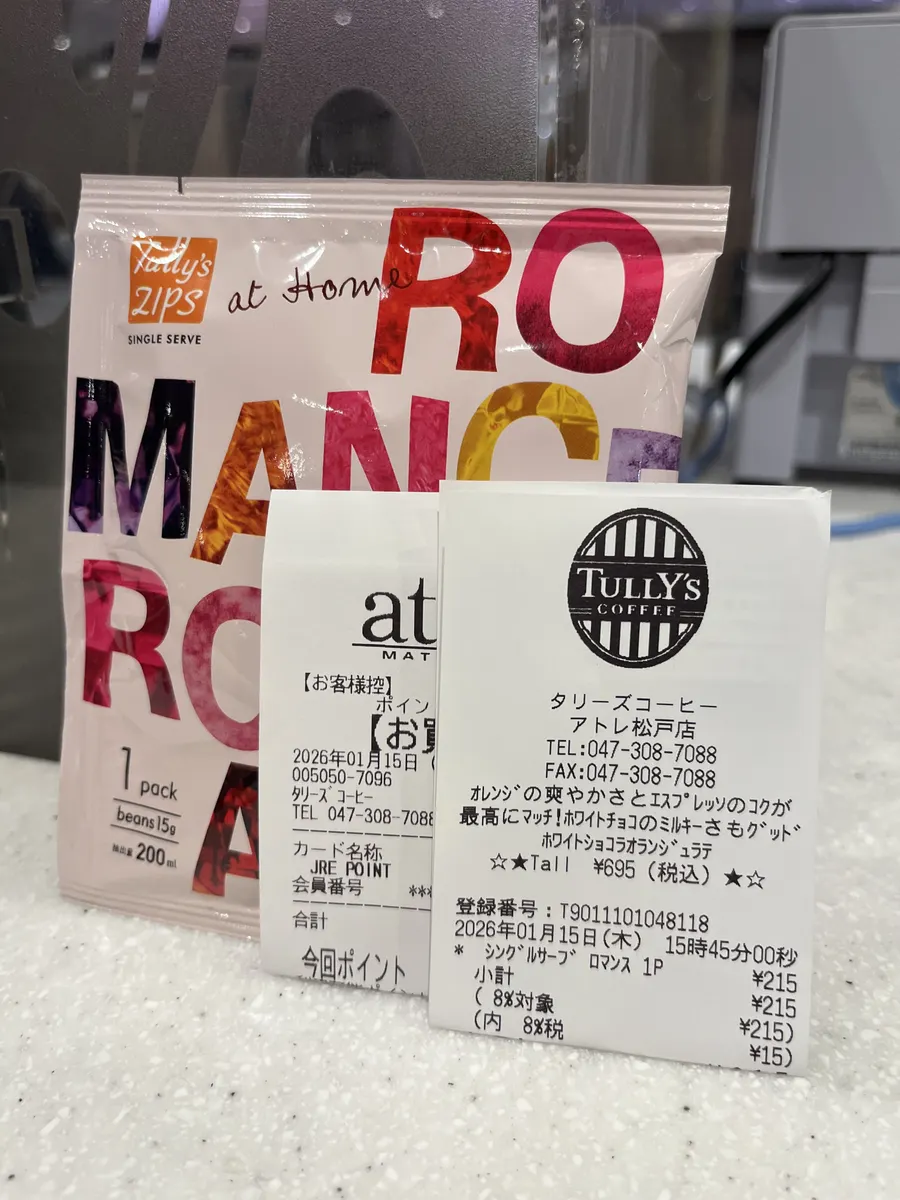 Tully's
ZIPS
SINGLE SERVE
at Home
RO
MANCE
RO
A
1 pack
beans15g
抽出量 200ml
at
MAT
【お客様控】
ポイン
【お買
2026年01月15日
005050-7096
ﾀﾘｰｽﾞｺｰﾋｰ
TEL 047-308-7088
カード名称
JRE POINT
会員番号 ***
合計
今回ポイント
TULLY'S
COFFEE
タリーズコーヒー
アトレ松戸店
TEL:047-308-7088
FAX:047-308-7088
ｵﾚﾝｼﾞの爽やかさとｴｽﾌﾟﾚｯｿのコクが
最高にﾏｯﾁ!ﾎﾜｲﾄﾁｮｺのﾐﾙｷｰさもｸﾞｯﾄﾞ
ﾎﾜｲﾄｼｮｺﾗｵﾗﾝｼﾞｭﾗﾃ
☆★Tall ¥695 (税込) ★☆
登録番号:T9011101048118
2026年01月15日(木) 15時45分00秒
* ｼﾝｸﾞﾙｻｰﾌﾞ ﾛﾏﾝｽ 1P ¥215
小計 ¥215
( 8%対象 ¥215)
(内 8%税 ¥15)